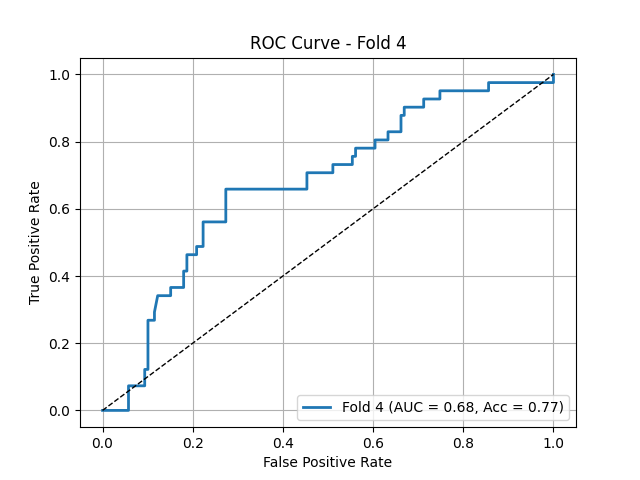 ROC Curve - Fold 4
True Positive Rate
1.0
0.8
0.6
0.4
0.2
0.0
Fold 4 (AUC = 0.68, Acc = 0.77)
0.0 0.2 0.4 0.6 0.8 1.0
False Positive Rate